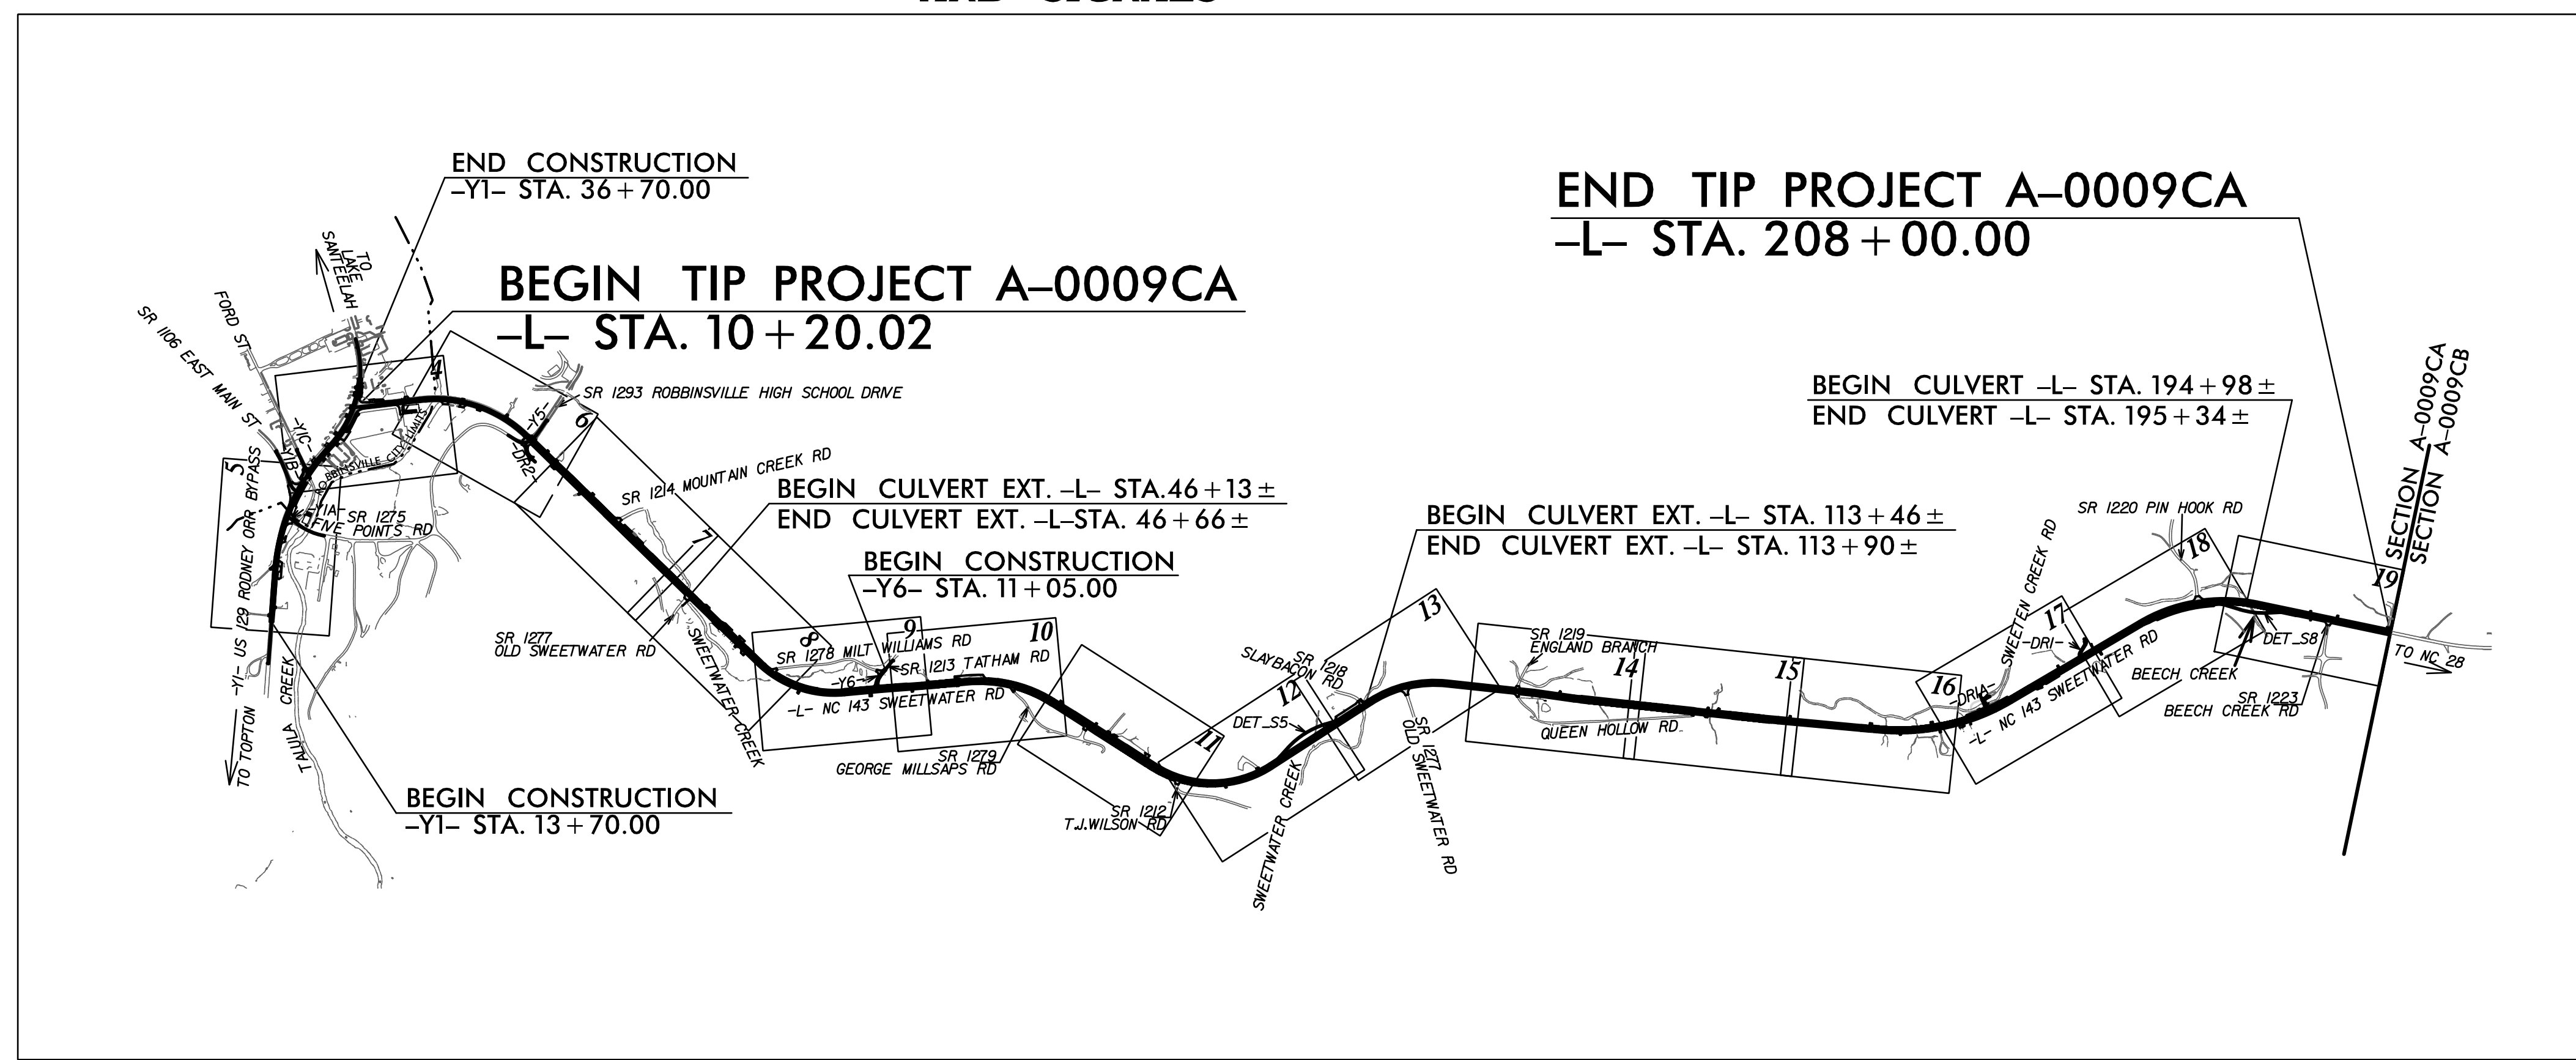 END CONSTRUCTION
-Y1- STA. 36+70.00
BEGIN TIP PROJECT A-0009CA
-L- STA. 10+20.02
END TIP PROJECT A-0009CA
-L- STA. 208+00.00
TO
LAKE
SANTEELAH
FORD ST
SR 1106 EAST MAIN ST
4
-Y1C-
-Y1B-
ROBBINSVILLE CITY LIMITS
5
-Y1A-
SR 1275
FIVE POINTS RD
-Y1- US 129 RODNEY ORR BYPASS
TO TOPTON
CREEK
BEGIN CONSTRUCTION
-Y1- STA. 13+70.00
-Y5-
SR 1293 ROBBINSVILLE HIGH SCHOOL DRIVE
6
-DR2-
SR 1214 MOUNTAIN CREEK RD
7
BEGIN CULVERT EXT. -L- STA.46+13±
END CULVERT EXT. -L-STA. 46+66±
BEGIN CONSTRUCTION
-Y6- STA. 11+05.00
SR 1277
OLD SWEETWATER RD
SWEETWATER CREEK
8
9
10
SR 1278 MILT WILLIAMS RD
SR 1213 TATHAM RD
-Y6-
-L- NC 143 SWEETWATER RD
SR 1279
GEORGE MILLSAPS RD
11
SR 1212
T.J.WILSON RD
BEGIN CULVERT EXT. -L- STA. 113+46±
END CULVERT EXT. -L- STA. 113+90±
12
SR 1218
SLAYBACON RD
DET_S5
SWEETWATER CREEK
13
SR 1277
OLD SWEETWATER RD
SR 1219
ENGLAND BRANCH
14
QUEEN HOLLOW RD
15
16
-DR1A-
-L- NC 143 SWEETWATER RD
SWEETEN CREEK RD
-DR1-
17
18
SR 1220 PIN HOOK RD
BEGIN CULVERT -L- STA. 194+98±
END CULVERT -L- STA. 195+34±
DET_S8
BEECH CREEK
SR 1223
BEECH CREEK RD
19
SECTION A-0009CA
SECTION A-0009CB
TO NC 28